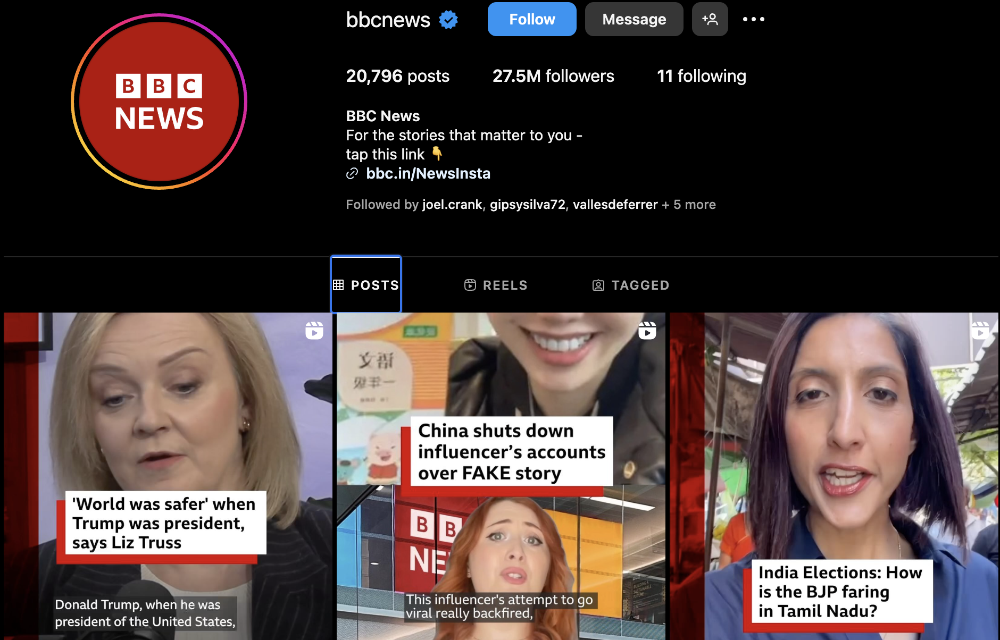 bbcnews
Follow
Message
20,796 posts
27.5M followers
11 following
BBC
NEWS
BBC News
For the stories that matter to you -
tap this link 👇
bbc.in/NewsInsta
Followed by joel.crank, gipsysilva72, vallesdeferrer + 5 more
POSTS
REELS
TAGGED
'World was safer' when
Trump was president,
says Liz Truss
Donald Trump, when he was
president of the United States,
语文
China shuts down
influencer's accounts
over FAKE story
BB
NE
This influencer's attempt to go
viral really backfired,
India Elections: How
is the BJP faring
in Tamil Nadu?